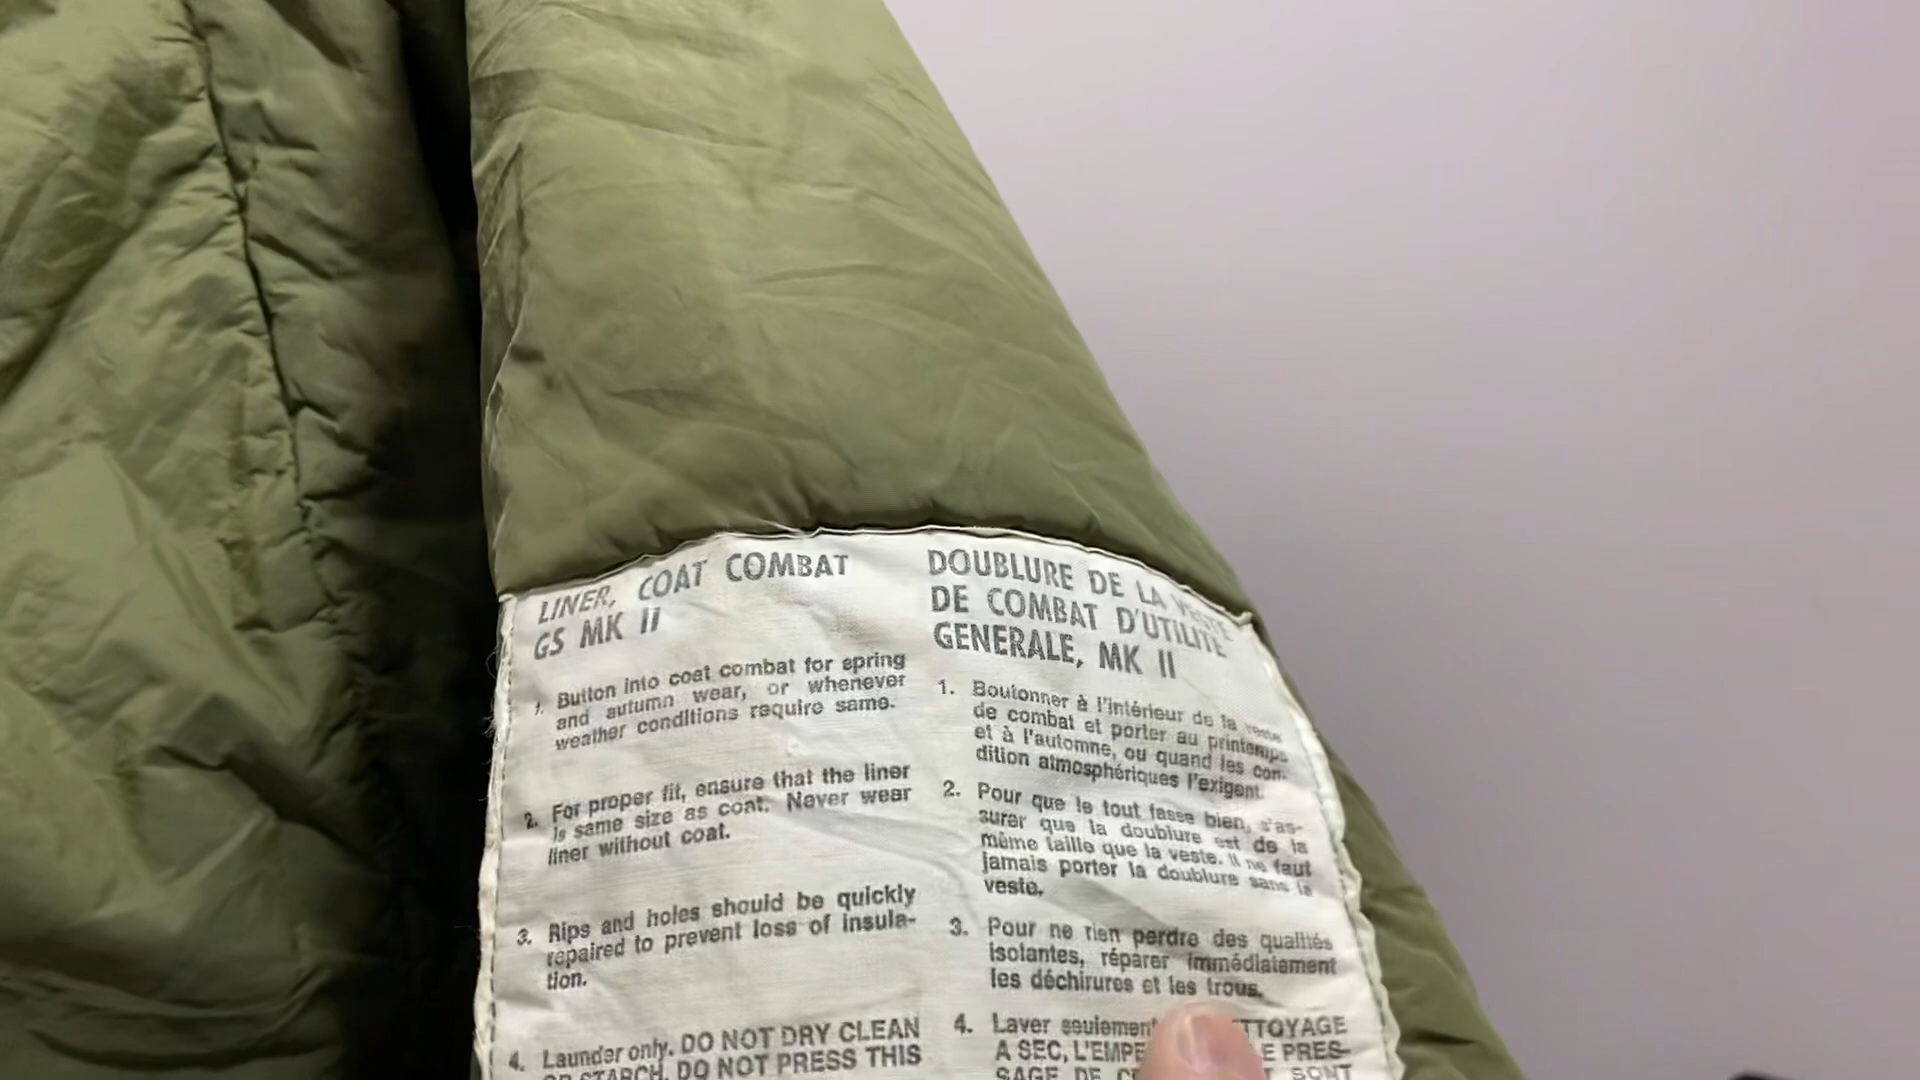 LINER, COAT COMBAT
GS MK II
1. Button into coat combat for spring
and autumn wear, or whenever
weather conditions require same.
2. For proper fit, ensure that the liner
is same size as coat. Never wear
liner without coat.
3. Rips and holes should be quickly
repaired to prevent loss of insula-
tion.
4. Launder only. DO NOT DRY CLEAN
OR STARCH. DO NOT PRESS THIS
DOUBLURE DE LA VESTE
DE COMBAT D'UTILITE
GENERALE, MK II
1. Boutonner à l'intérieur de la veste
de combat et porter au printemps
et à l'automne, ou quand les con-
dition atmosphériques l'exigent.
2. Pour que le tout fasse bien, s'as-
surer que la doublure est de la
même taille que la veste. Il ne faut
jamais porter la doublure sans la
veste.
3. Pour ne rien perdre des qualités
isolantes, réparer immédiatement
les déchirures et les trous.
4. Laver seulement TTOYAGE
A SEC, L'EMPE E PRES-
SAGE DE SONT